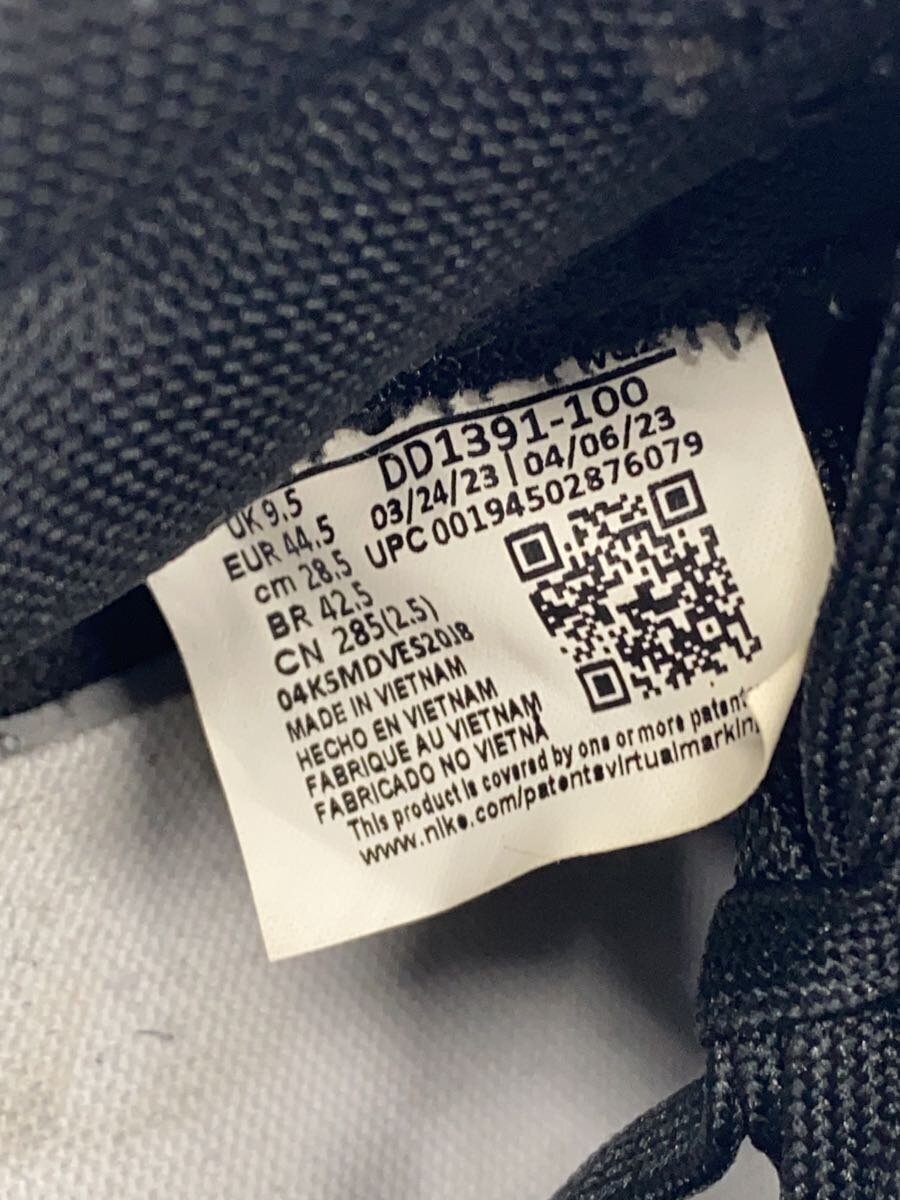 DD1391-100
03/24/23 | 04/06/23
UPC 00194502876079
UK 9.5
EUR 44.5
cm 28.5
BR 42.5
CN 285(2.5)
04K5MDVES2018
MADE IN VIETNAM
HECHO EN VIETNAM
FABRIQUE AU VIETNAM
FABRICADO NO VIETNÃ
This product is covered by one or more patent
www.nike.com/patentsvirtualmarkin